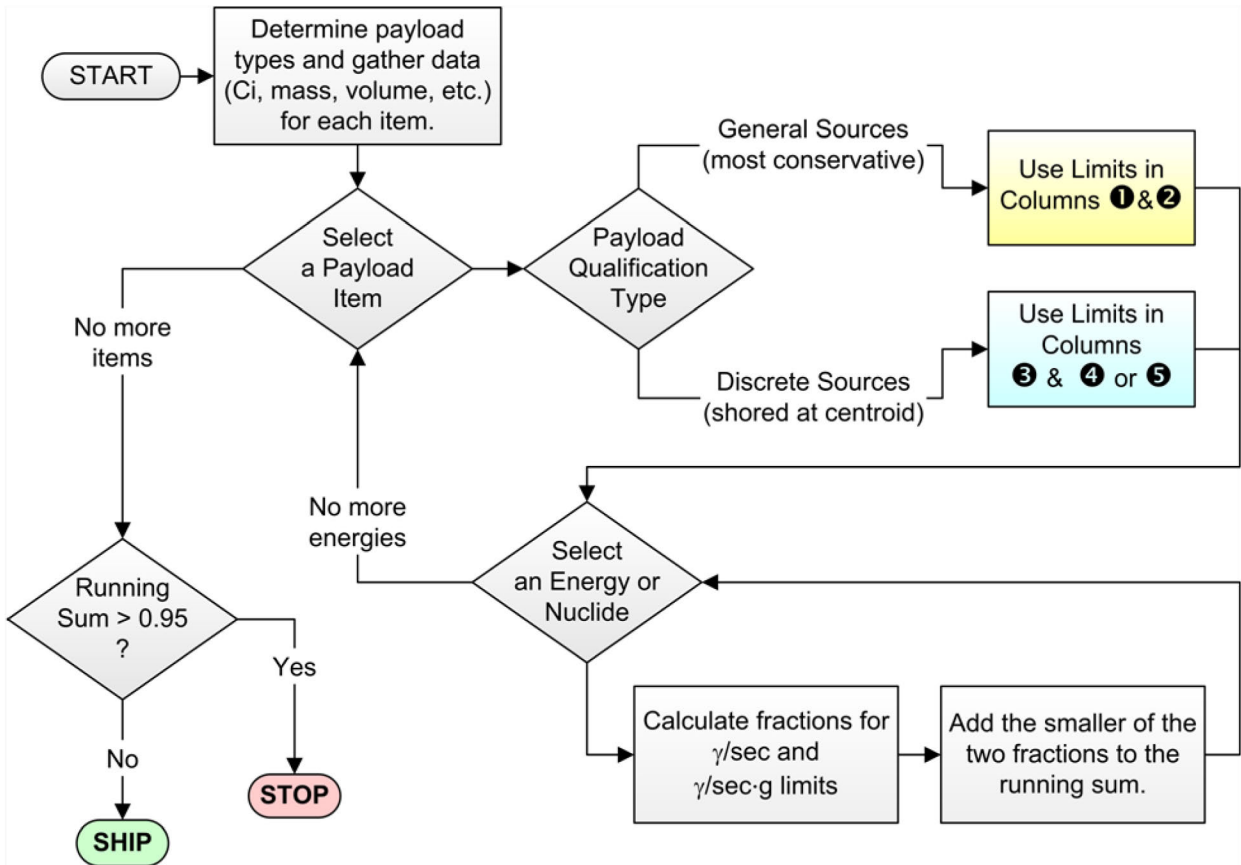 START
Determine payload
types and gather data
(Ci, mass, volume, etc.)
for each item.
General Sources
(most conservative)
Use Limits in
Columns ❶&❷
Select
a Payload
Item
Payload
Qualification
Type
No more
items
Use Limits in
Columns
❸ & ❹ or ❺
Discrete Sources
(shored at centroid)
No more
energies
Select
an Energy or
Nuclide
Running
Sum > 0.95
?
Yes
No
Calculate fractions for
γ/sec and
γ/sec·g limits
Add the smaller of the
two fractions to the
running sum.
STOP
SHIP